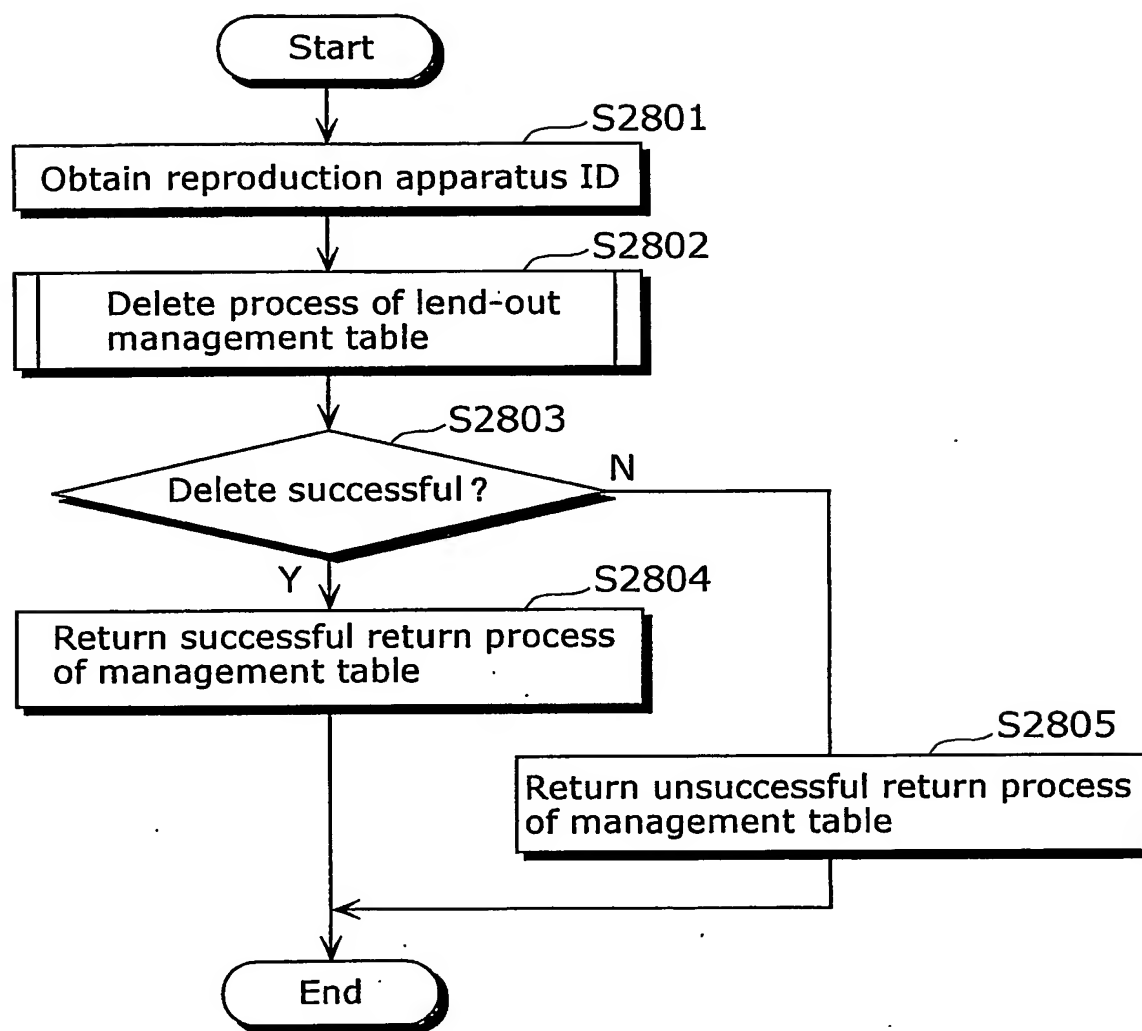 Start
S2801
Obtain reproduction apparatus ID
S2802
Delete process of lend-out
management table
S2803
Delete successful ?
N
Y
S2804
Return successful return process
of management table
S2805
Return unsuccessful return process
of management table
End